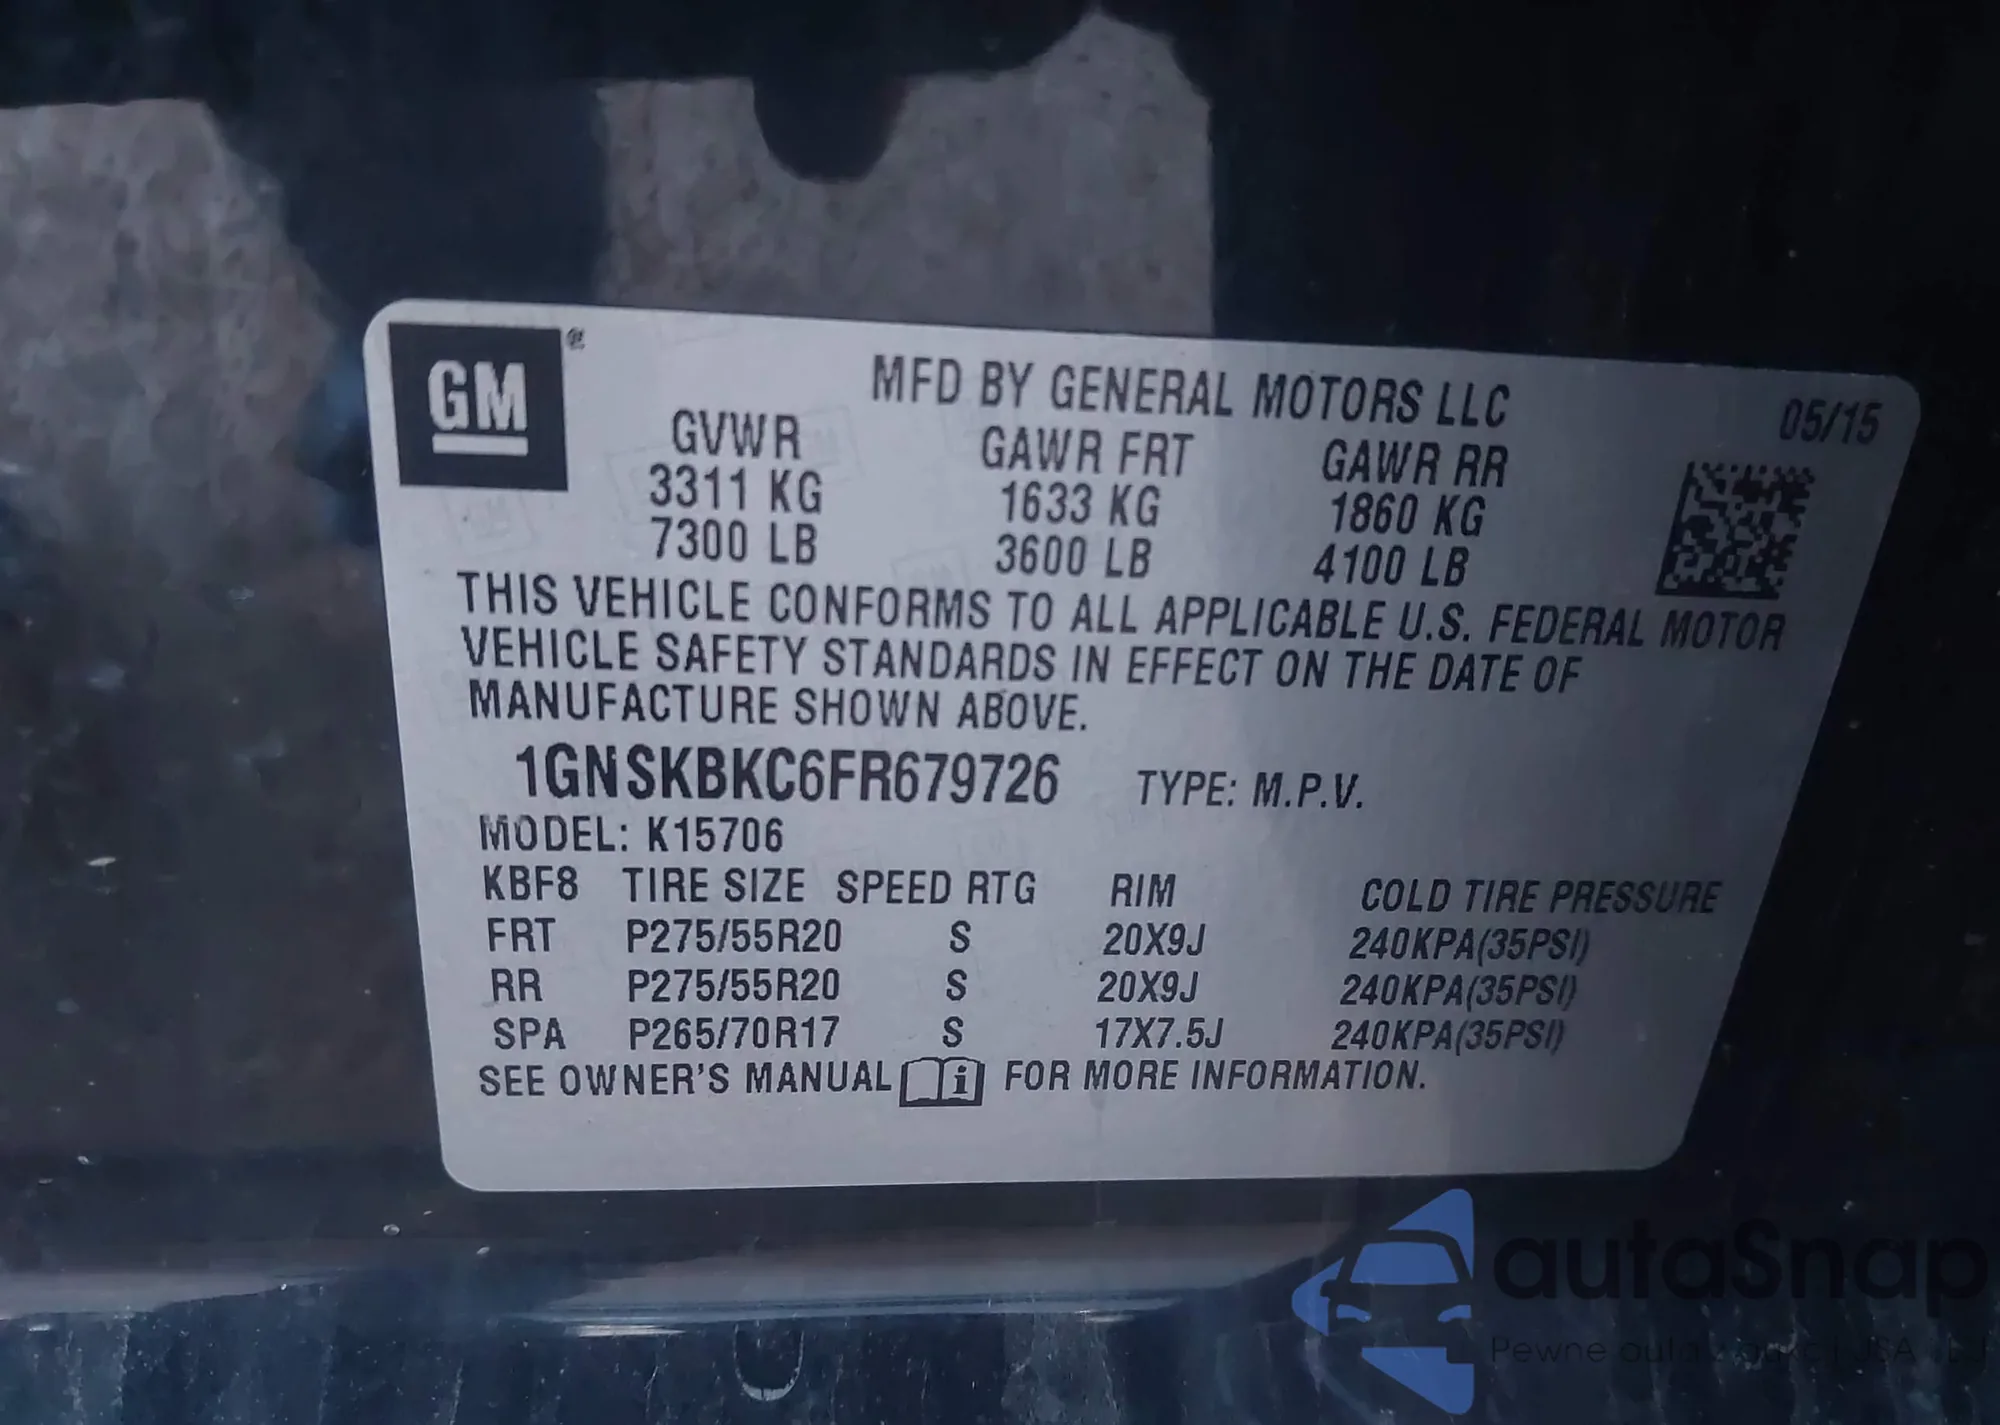 GM®
MFD BY GENERAL MOTORS LLC
05/15
GVWR GAWR FRT GAWR RR
3311 KG 1633 KG 1860 KG
7300 LB 3600 LB 4100 LB
THIS VEHICLE CONFORMS TO ALL APPLICABLE U.S. FEDERAL MOTOR
VEHICLE SAFETY STANDARDS IN EFFECT ON THE DATE OF
MANUFACTURE SHOWN ABOVE.
1GNSKBKC6FR679726 TYPE: M.P.V.
MODEL: K15706
KBF8 TIRE SIZE SPEED RTG RIM COLD TIRE PRESSURE
FRT P275/55R20 S 20X9J 240KPA(35PSI)
RR P275/55R20 S 20X9J 240KPA(35PSI)
SPA P265/70R17 S 17X7.5J 240KPA(35PSI)
SEE OWNER'S MANUAL i FOR MORE INFORMATION.
autaSnap
Pewne auta z